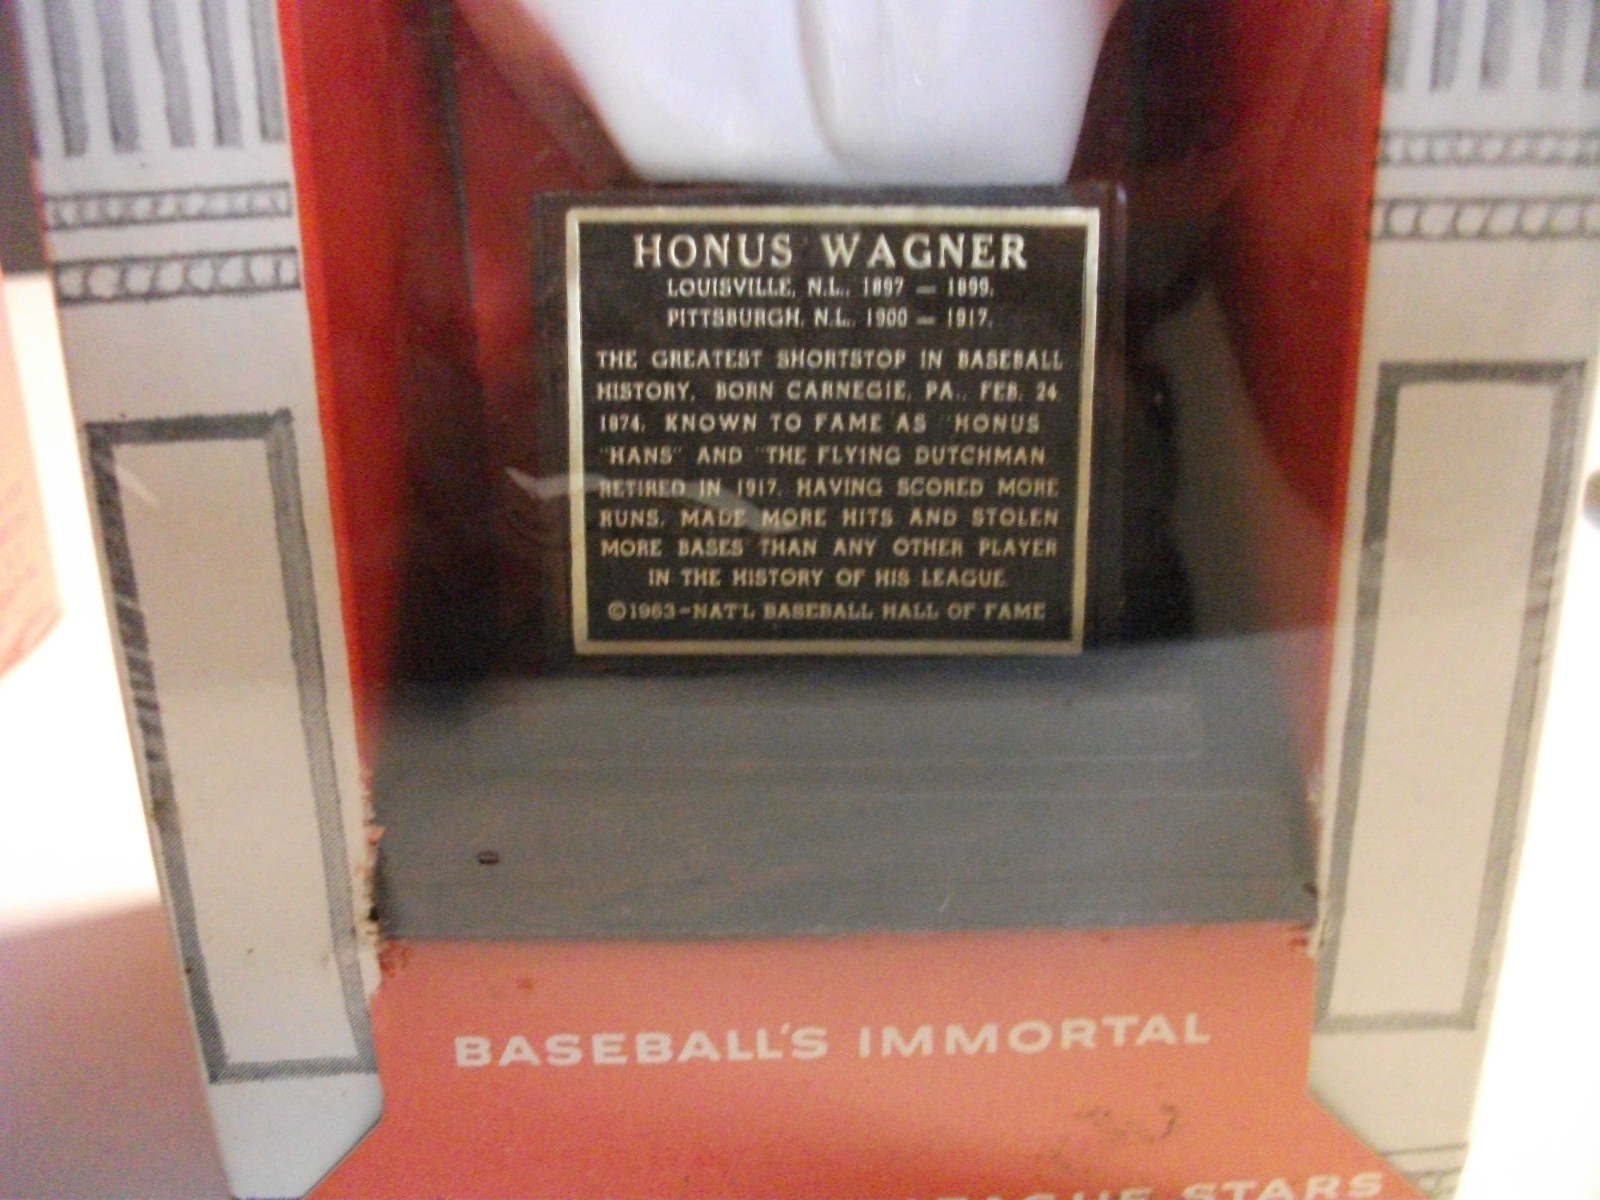 HONUS WAGNER
LOUISVILLE, N.L., 1897 — 1899.
PITTSBURGH, N.L., 1900 — 1917.
THE GREATEST SHORTSTOP IN BASEBALL
HISTORY. BORN CARNEGIE, PA., FEB. 24
1874. KNOWN TO FAME AS "HONUS
"HANS" AND "THE FLYING DUTCHMAN
RETIRED IN 1917, HAVING SCORED MORE
RUNS, MADE MORE HITS AND STOLEN
MORE BASES THAN ANY OTHER PLAYER
IN THE HISTORY OF HIS LEAGUE
©1963-NAT'L BASEBALL HALL OF FAME
BASEBALL'S IMMORTAL
LEAGUE STARS